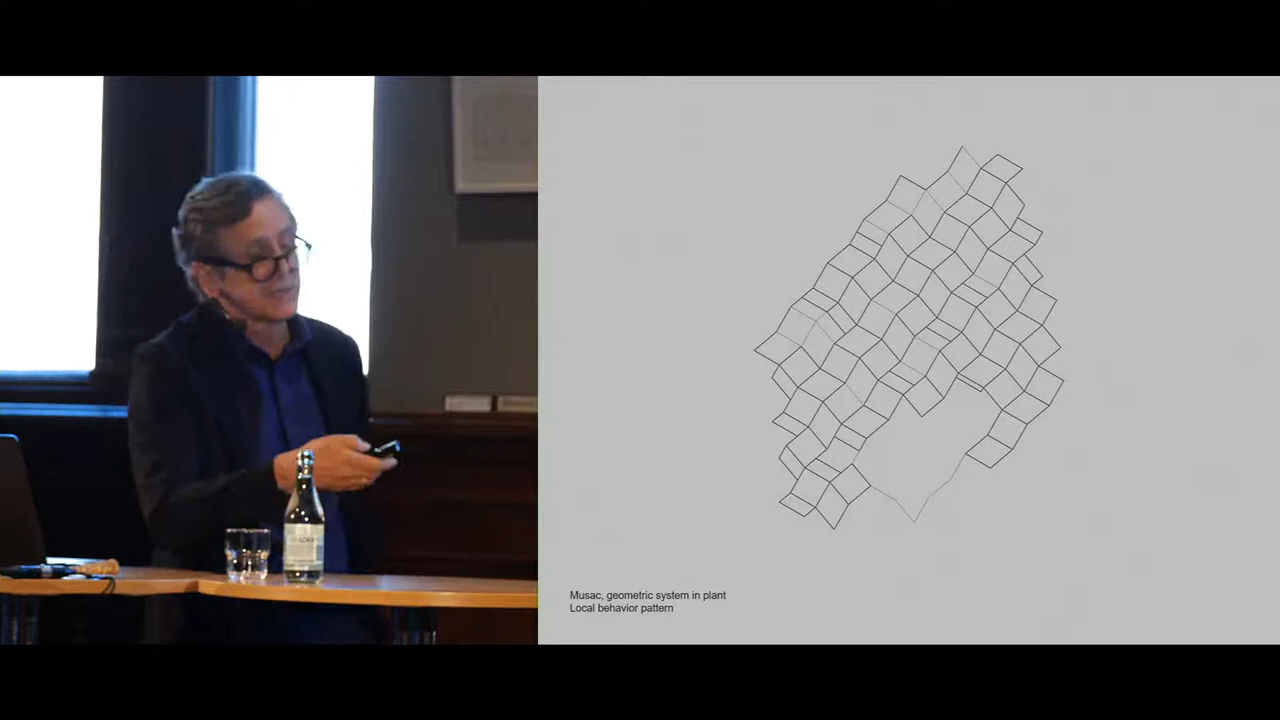 Musac, geometric system in plant
Local behavior pattern